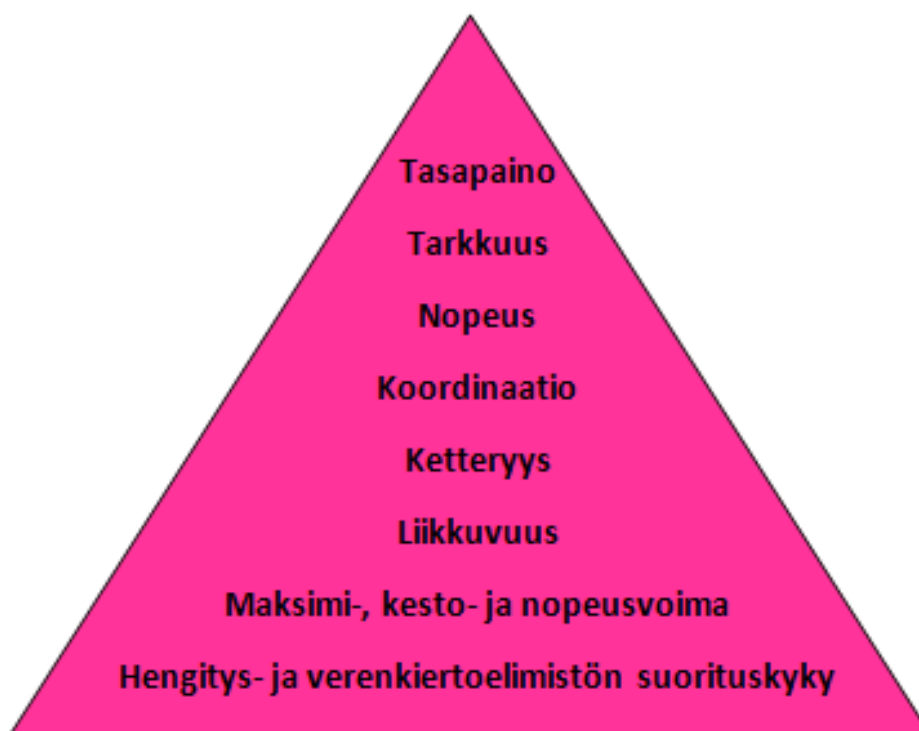 Tasapaino
Tarkkuus
Nopeus
Koordinaatio
Ketteryys
Liikkuvuus
Maksimi-, kesto- ja nopeusvoima
Hengitys- ja verenkiertoelimistön suorituskyky